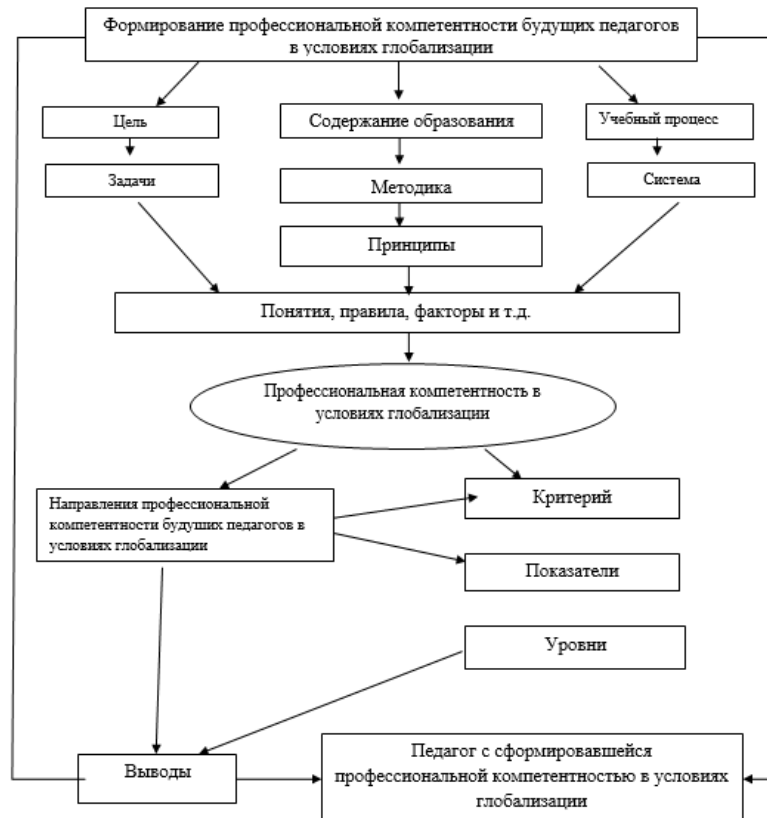 Формирование профессиональной компетентности будущих педагогов
в условиях глобализации
Цель
Содержание образования
Учебный процесс
Задачи
Методика
Система
Принципы
Понятия, правила, факторы и т.д.
Профессиональная компетентность в
условиях глобализации
Направления профессиональной
компетентности будущих педагогов в
условиях глобализации
Критерий
Показатели
Уровни
Выводы
Педагог с сформировавшейся
профессиональной компетентностью в условиях
глобализации